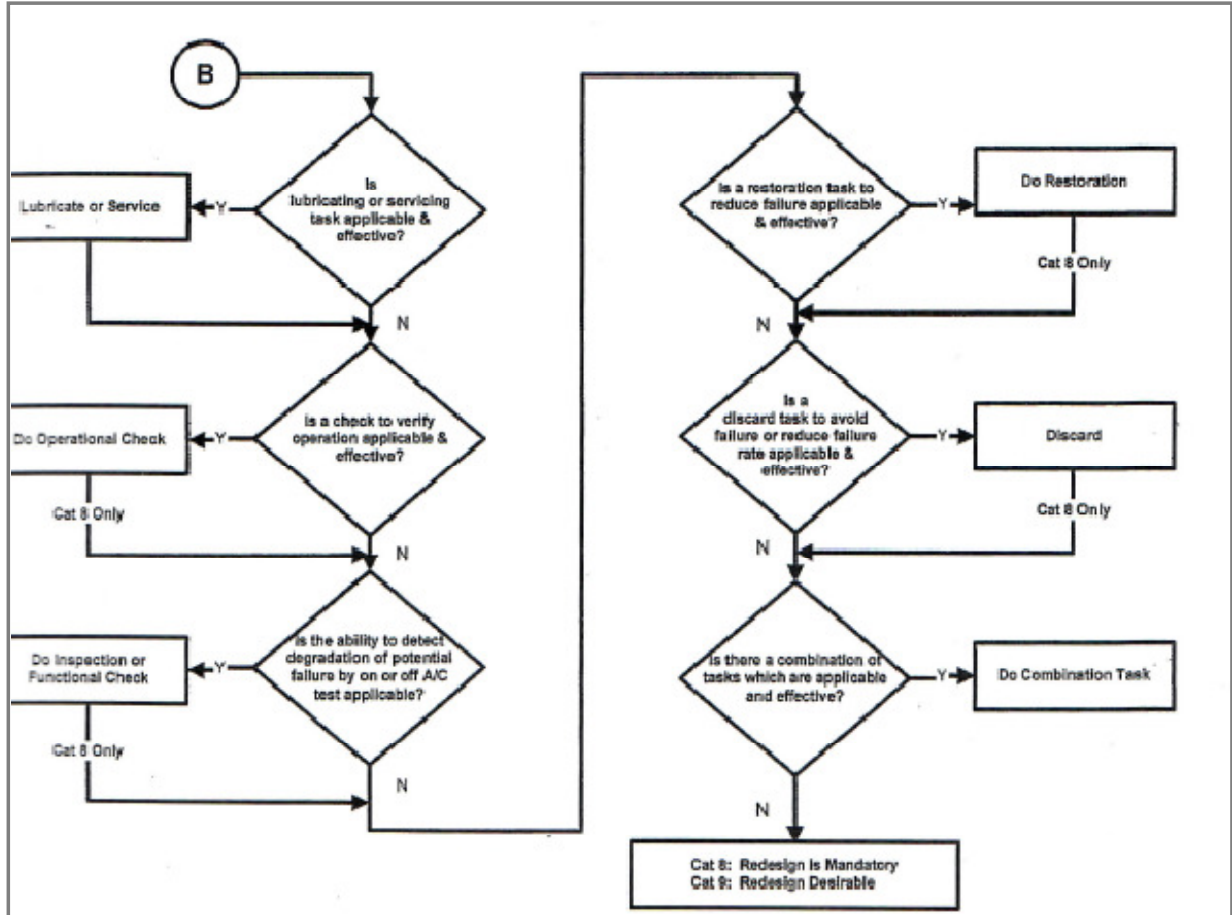 B
Is
lubricating or servicing
task applicable &
effective?
Y
Lubricate or Service
N
Is a check to verify
operation applicable &
effective?
Y
Do Operational Check
Cat 8 Only
N
Is the ability to detect
degradation of potential
failure by on or off A/C
test applicable?
Y
Do Inspection or
Functional Check
Cat 8 Only
N
Is a restoration task to
reduce failure applicable
& effective?
Y
Do Restoration
Cat 8 Only
N
Is a
discard task to avoid
failure or reduce failure
rate applicable &
effective?
Y
Discard
Cat 8 Only
N
Is there a combination of
tasks which are applicable
and effective?
Y
Do Combination Task
N
Cat 8: Redesign is Mandatory
Cat 9: Redesign Desirable